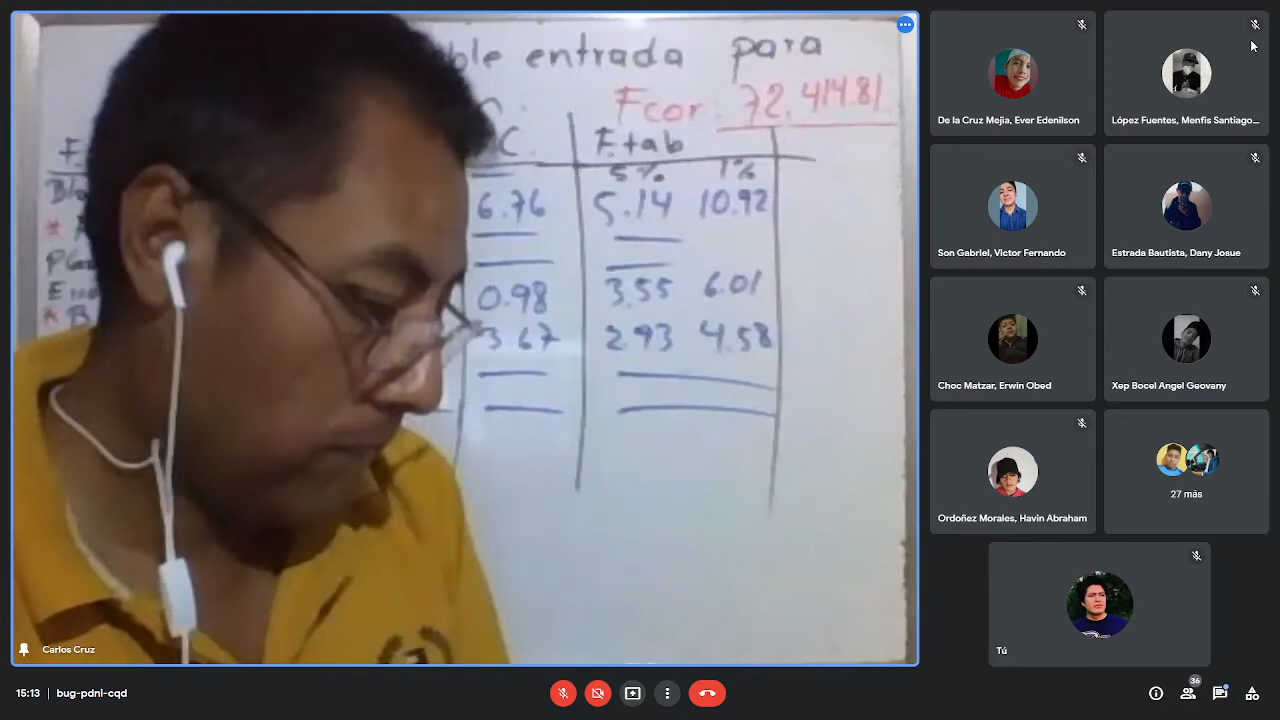 ble entrada para
Fcor. 72,414.81
C. F.tab
5% 1%
6.76 5.14 10.92
0.98 3.55 6.01
3.67 2.93 4.58
Carlos Cruz
De la Cruz Mejia, Ever Edenilson
López Fuentes, Menfis Santiago...
Son Gabriel, Victor Fernando
Estrada Bautista, Dany Josue
Choc Matzar, Erwin Obed
Xep Bocel Angel Geovany
Ordoñez Morales, Havin Abraham
27 más
Tú
15:13 | bug-pdni-cqd
36